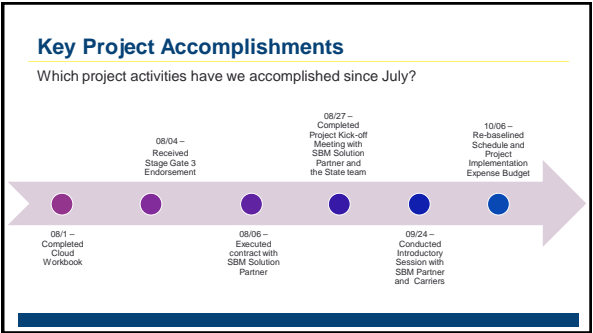 Key Project Accomplishments
Which project activities have we accomplished since July?
08/1 –
Completed
Cloud
Workbook
08/04 –
Received
Stage Gate 3
Endorsement
08/06 –
Executed
contract with
SBM Solution
Partner
08/27 –
Completed
Project Kick-off
Meeting with
SBM Solution
Partner and
the State team
09/24 –
Conducted
Introductory
Session with
SBM Partner
and Carriers
10/06 –
Re-baselined
Schedule and
Project
Implementation
Expense Budget